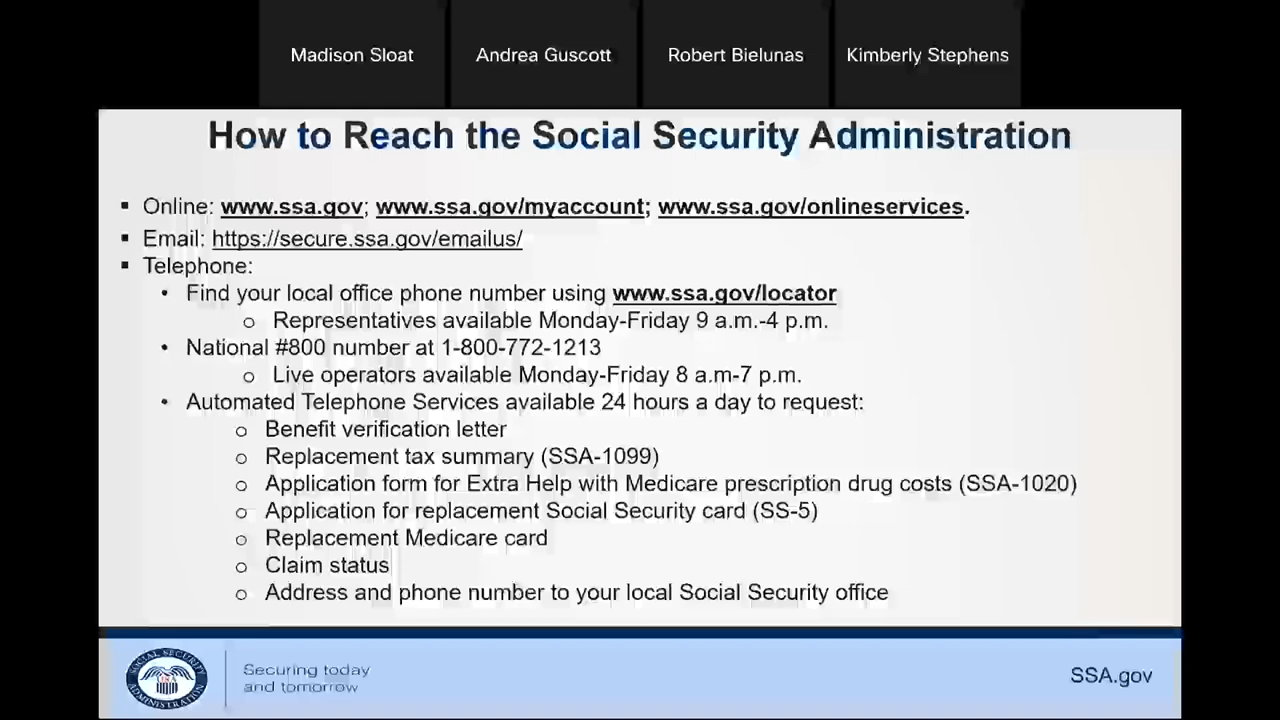 Madison Sloat
Andrea Guscott
Robert Bielunas
Kimberly Stephens
How to Reach the Social Security Administration
▪ Online: www.ssa.gov; www.ssa.gov/myaccount; www.ssa.gov/onlineservices.
▪ Email: https://secure.ssa.gov/emailus/
▪ Telephone:
• Find your local office phone number using www.ssa.gov/locator
o Representatives available Monday-Friday 9 a.m.-4 p.m.
• National #800 number at 1-800-772-1213
o Live operators available Monday-Friday 8 a.m-7 p.m.
• Automated Telephone Services available 24 hours a day to request:
o Benefit verification letter
o Replacement tax summary (SSA-1099)
o Application form for Extra Help with Medicare prescription drug costs (SSA-1020)
o Application for replacement Social Security card (SS-5)
o Replacement Medicare card
o Claim status
o Address and phone number to your local Social Security office
SOCIAL SECURITY
USA
ADMINISTRATION
Securing today
and tomorrow
SSA.gov